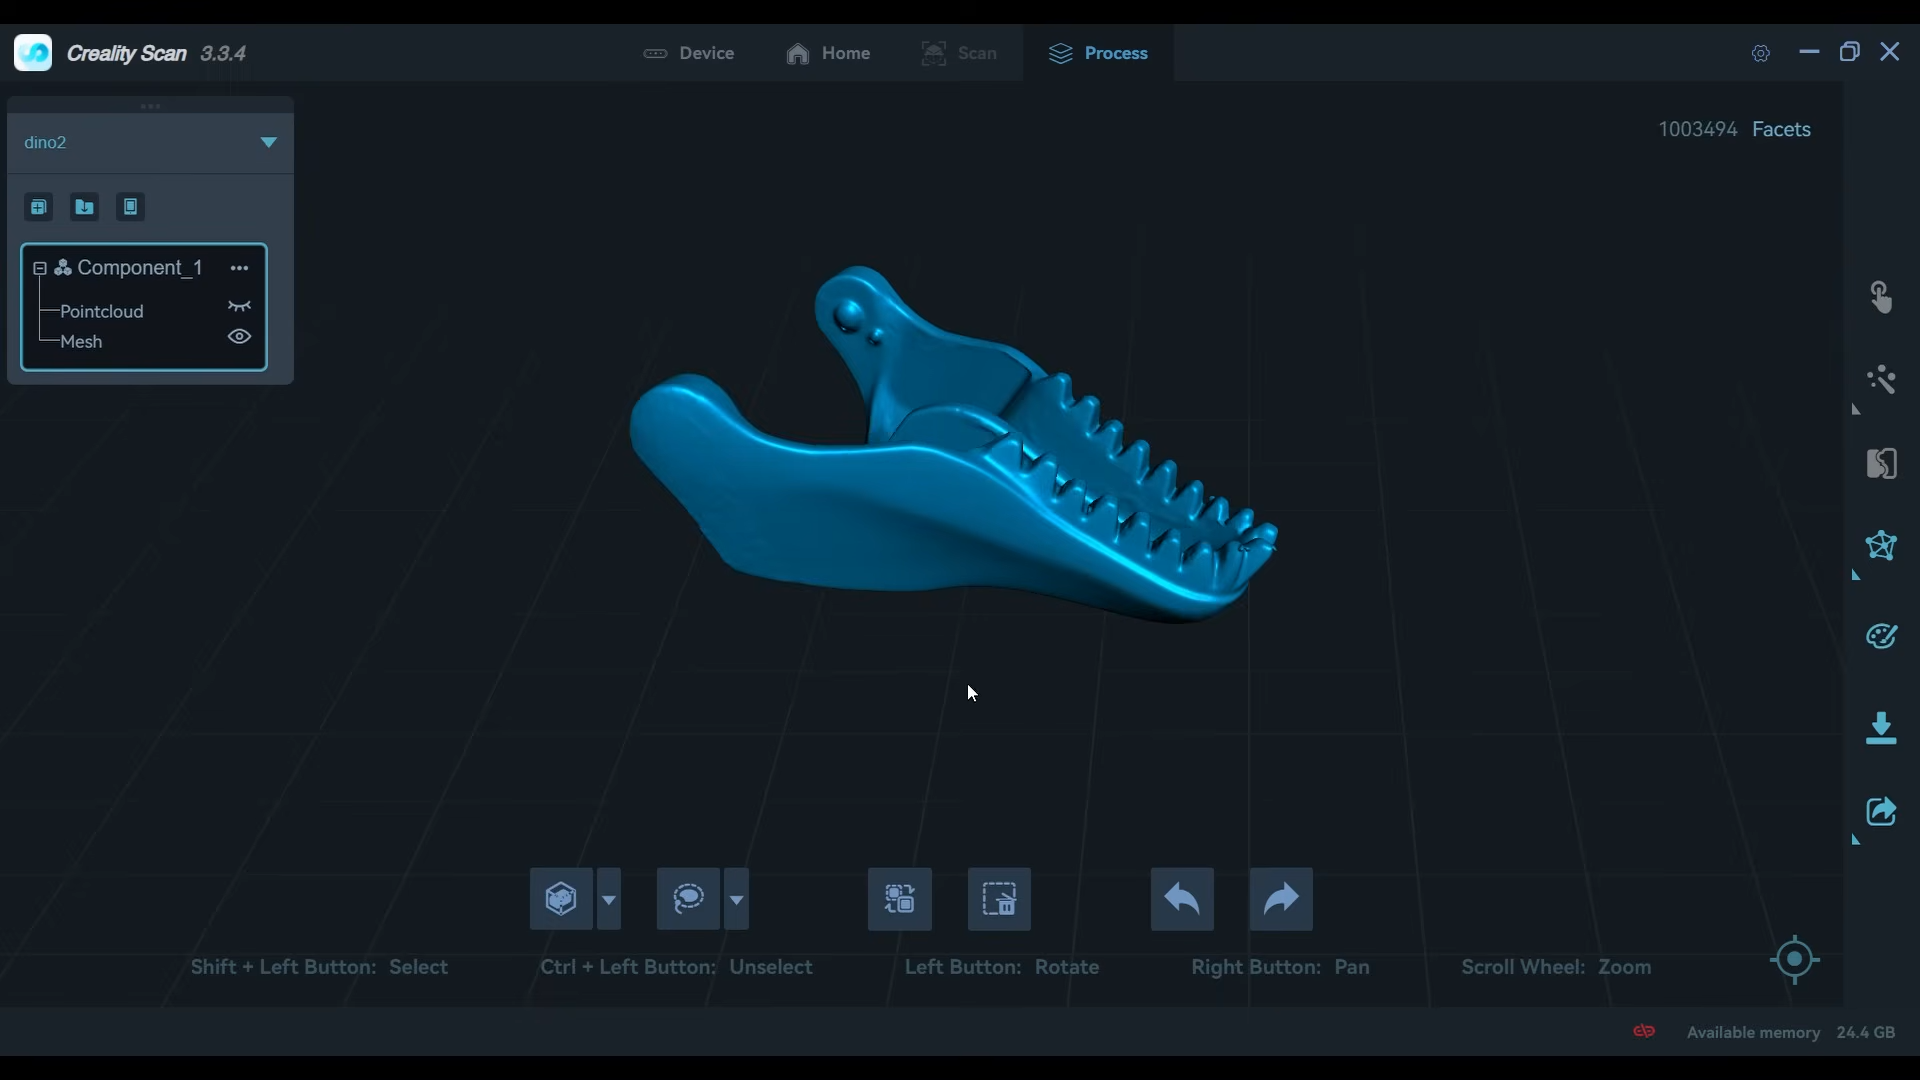 Creality Scan 3.3.4
Device
Home
Scan
Process
dino2
1003494 Facets
Component_1
Pointcloud
Mesh
Shift + Left Button: Select
Ctrl + Left Button: Unselect
Left Button: Rotate
Right Button: Pan
Scroll Wheel: Zoom
Available memory 24.4 GB